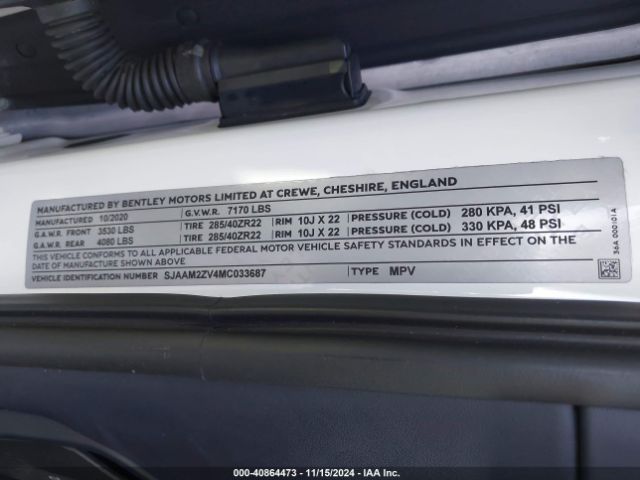 MANUFACTURED BY BENTLEY MOTORS LIMITED AT CREWE, CHESHIRE, ENGLAND
MANUFACTURED 10/2020 G.V.W.R. 7170 LBS
G.A.W.R. FRONT 3530 LBS TIRE 285/40ZR22 RIM 10J X 22 PRESSURE (COLD) 280 KPA, 41 PSI
G.A.W.R. REAR 4080 LBS TIRE 285/40ZR22 RIM 10J X 22 PRESSURE (COLD) 330 KPA, 48 PSI
THIS VEHICLE CONFORMS TO ALL APPLICABLE FEDERAL MOTOR VEHICLE SAFETY STANDARDS IN EFFECT ON THE
DATE OF MANUFACTURE SHOWN ABOVE
VEHICLE IDENTIFICATION NUMBER SJAAM2ZV4MC033687 TYPE MPV
36A 000101A
000 - 40864473 - 11/15/2024 - IAA Inc.